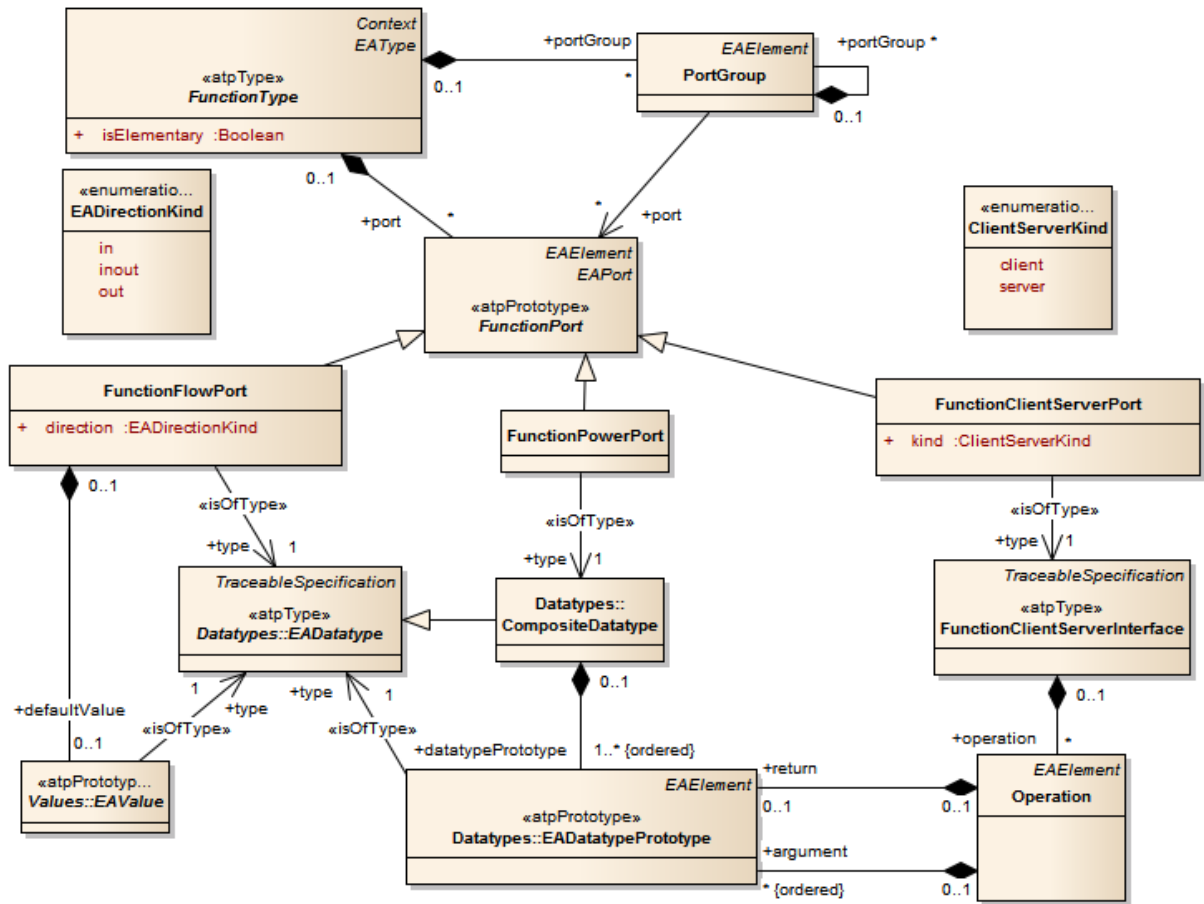 Context
EAType
«atpType»
FunctionType
+ isElementary :Boolean
+portGroup
0..1
*
EAElement
PortGroup
+portGroup *
0..1
0..1
+port
*
*
+port
«enumeratio...
EADirectionKind
in
inout
out
«enumeratio...
ClientServerKind
client
server
EAElement
EAPort
«atpPrototype»
FunctionPort
FunctionFlowPort
+ direction :EADirectionKind
FunctionPowerPort
FunctionClientServerPort
+ kind :ClientServerKind
0..1
«isOfType»
+type
1
«isOfType»
+type
1
«isOfType»
+type
1
TraceableSpecification
«atpType»
Datatypes::EADatatype
Datatypes::
CompositeDatatype
TraceableSpecification
«atpType»
FunctionClientServerInterface
1
+type
«isOfType»
+type
1
«isOfType»
0..1
0..1
+defaultValue
0..1
+datatypePrototype
1..* {ordered}
+operation
*
«atpPrototyp...
Values::EAValue
EAElement
«atpPrototype»
Datatypes::EADatatypePrototype
+return
0..1
0..1
+argument
* {ordered}
0..1
EAElement
Operation